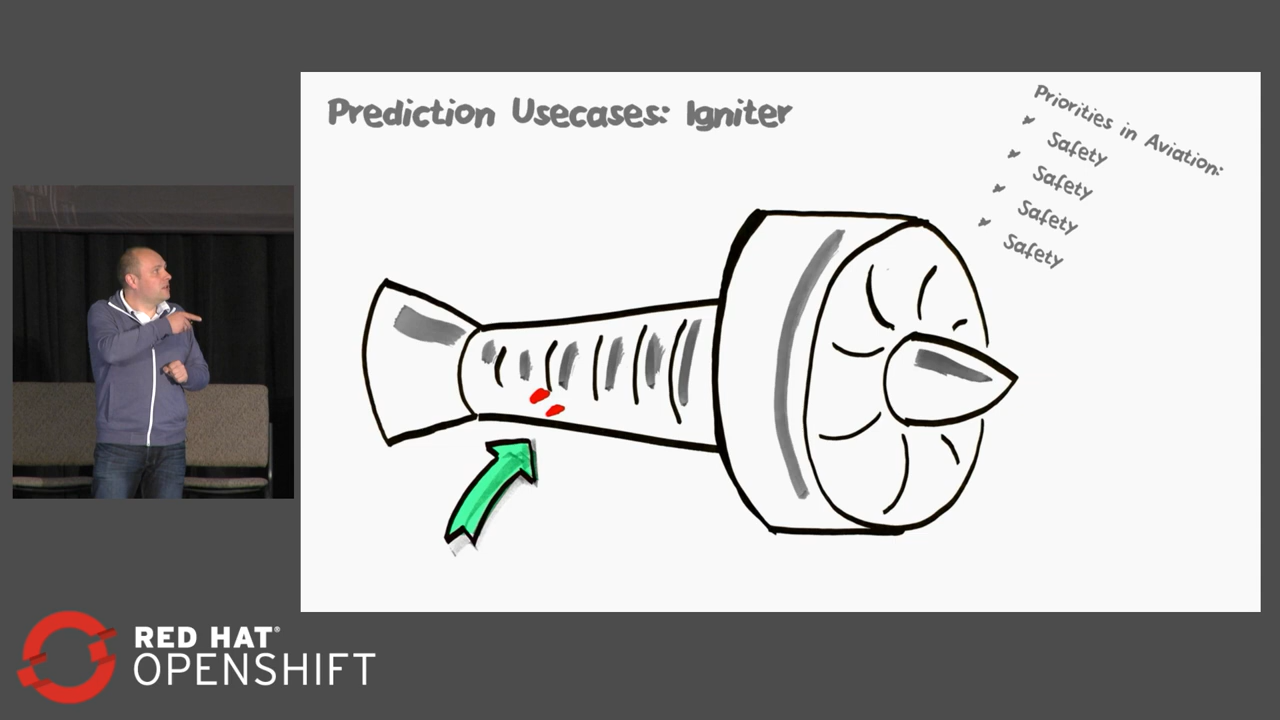 Prediction Usecases: Igniter
Priorities in Aviation:
Safety
Safety
Safety
Safety
RED HAT®
OPENSHIFT